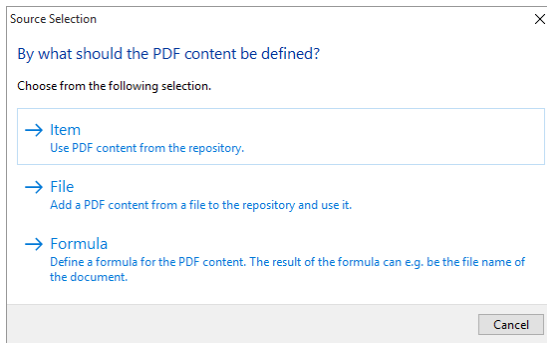 Source Selection
By what should the PDF content be defined?
Choose from the following selection.
Item
Use PDF content from the repository.
File
Add a PDF content from a file to the repository and use it.
Formula
Define a formula for the PDF content. The result of the formula can e.g. be the file name of
the document.
Cancel